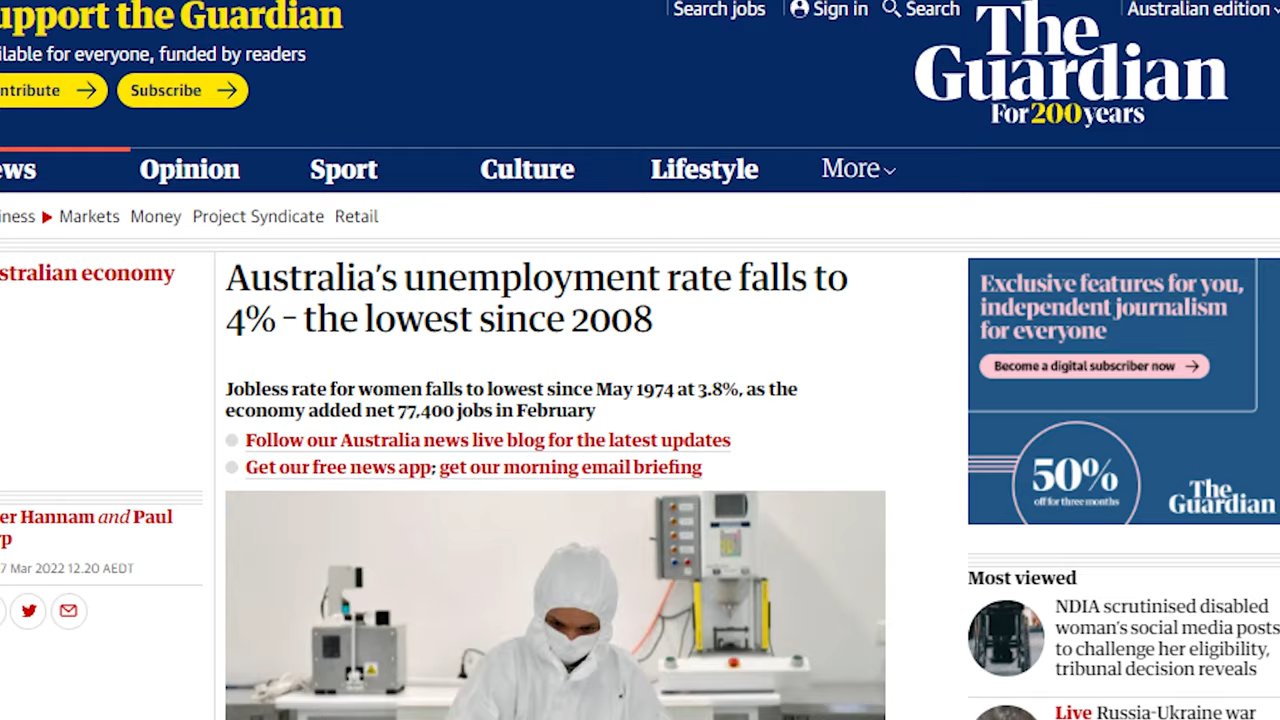 upport the Guardian
ilable for everyone, funded by readers
ntribute
Subscribe
Search jobs
Sign in
Search
Australian edition
The
Guardian
For 200 years
ews
Opinion
Sport
Culture
Lifestyle
More
iness
Markets
Money
Project Syndicate
Retail
stralian economy
Australia's unemployment rate falls to
4% – the lowest since 2008
Jobless rate for women falls to lowest since May 1974 at 3.8%, as the
economy added net 77,400 jobs in February
Follow our Australia news live blog for the latest updates
Get our free news app; get our morning email briefing
er Hannam and Paul
rp
7 Mar 2022 12.20 AEDT
Exclusive features for you,
independent journalism
for everyone
Become a digital subscriber now
50%
off for three months
The
Guardian
Most viewed
NDIA scrutinised disabled
woman's social media posts
to challenge her eligibility,
tribunal decision reveals
Live Russia-Ukraine war